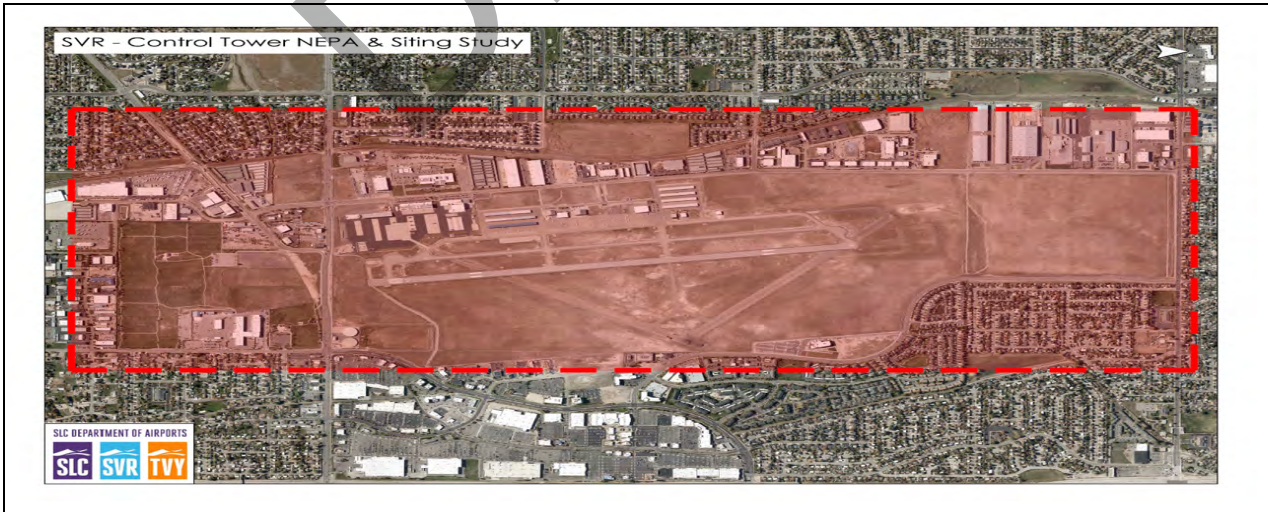 SVR - Control Tower NEPA & Siting Study
SLC DEPARTMENT OF AIRPORTS
SLC SVR TVY